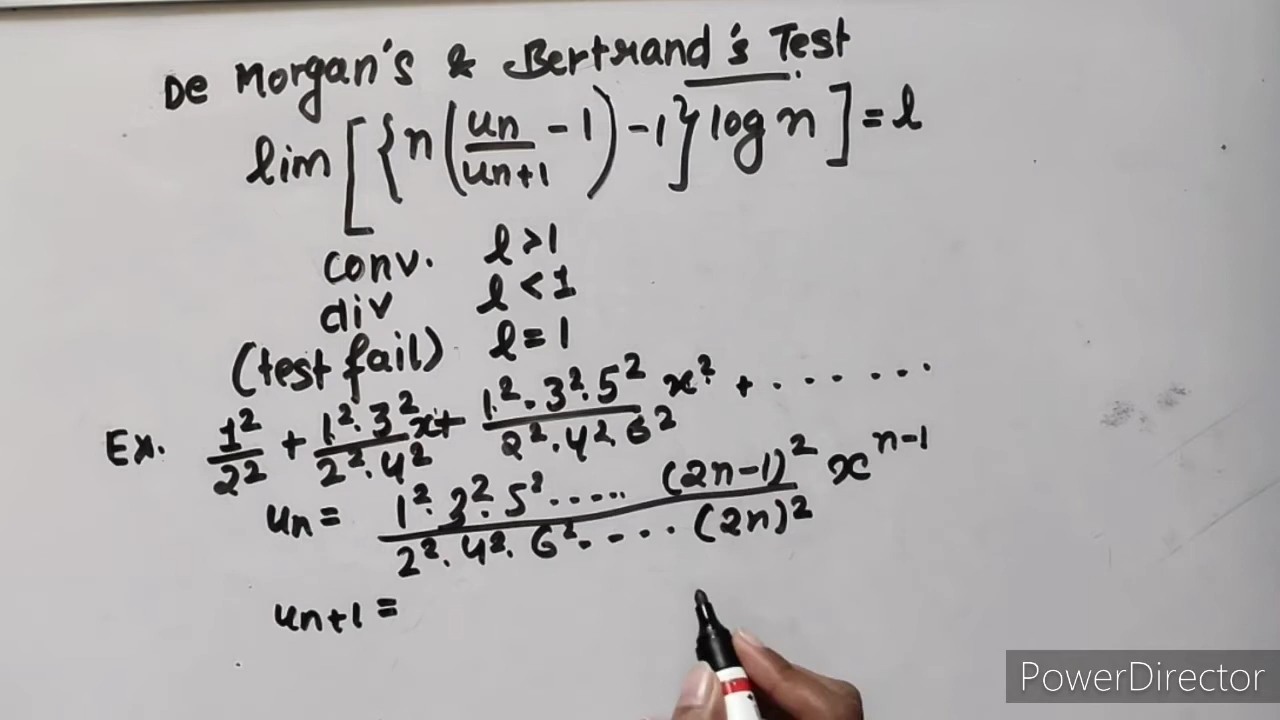 De Morgan's & Bertrand's Test
lim [ { n ( un/un+1 - 1 ) - 1 } log n ] = l
conv. l > 1
div l < 1
(test fail) l = 1
Ex. 1²/2² + 1²·3²/2²·4² x + 1²·3²·5²/2²·4²·6² x² + .......
un = 1²·3²·5²..... (2n-1)²/2²·4²·6²..... (2n)² x^(n-1)
un+1 =
PowerDirector